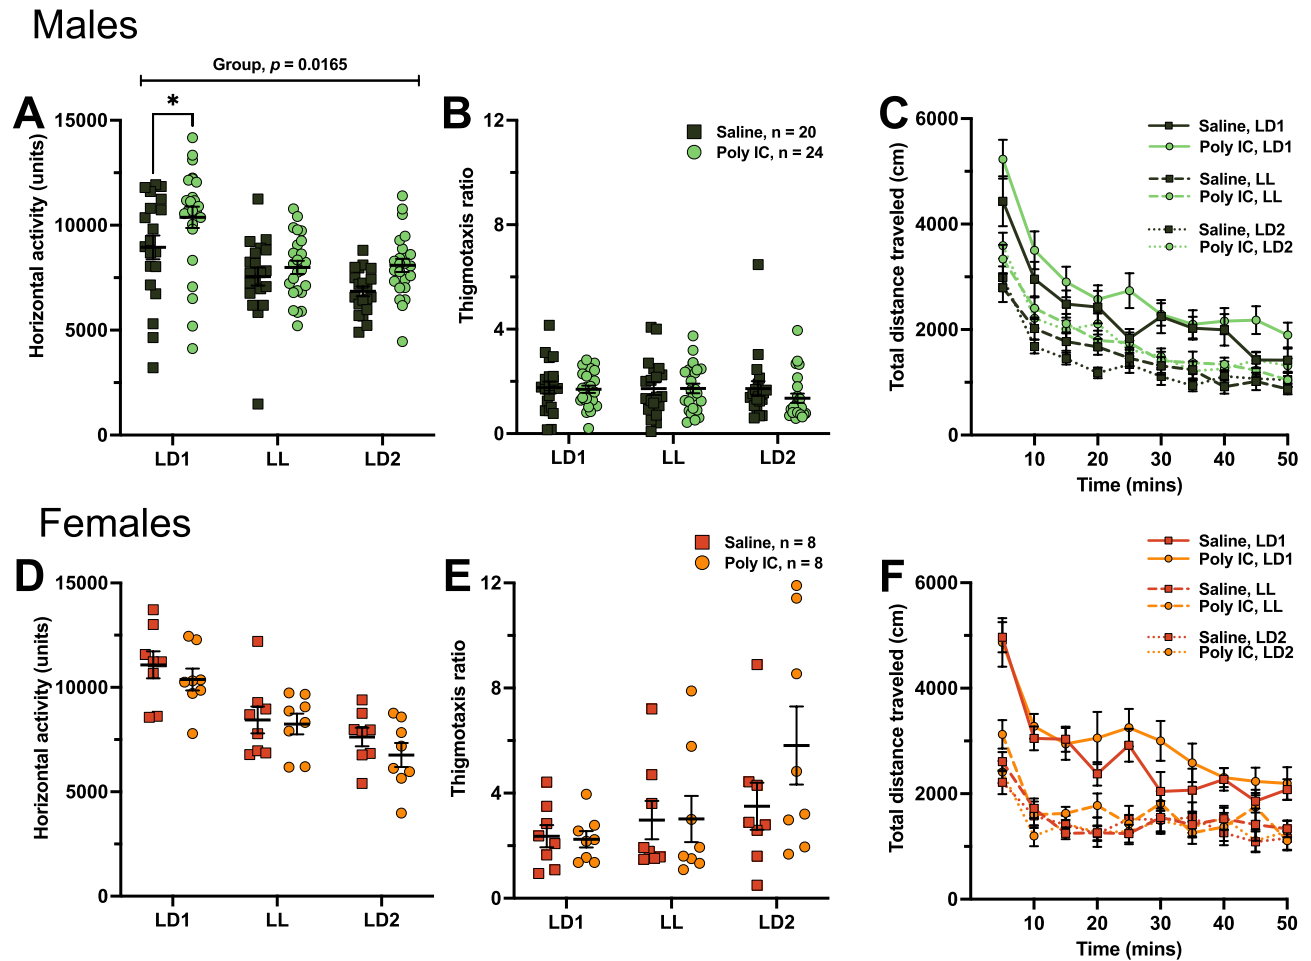 Males
Group, p = 0.0165
A
*
Horizontal activity (units)
15000
10000
5000
0
LD1
LL
LD2
B
Saline, n = 20
Poly IC, n = 24
Thigmotaxis ratio
12
8
4
0
LD1
LL
LD2
C
Saline, LD1
Poly IC, LD1
Saline, LL
Poly IC, LL
Saline, LD2
Poly IC, LD2
Total distance traveled (cm)
6000
4000
2000
0
10
20
30
40
50
Time (mins)
Females
D
Horizontal activity (units)
15000
10000
5000
0
LD1
LL
LD2
E
Saline, n = 8
Poly IC, n = 8
Thigmotaxis ratio
12
8
4
0
LD1
LL
LD2
F
Saline, LD1
Poly IC, LD1
Saline, LL
Poly IC, LL
Saline, LD2
Poly IC, LD2
Total distance traveled (cm)
6000
4000
2000
0
10
20
30
40
50
Time (mins)